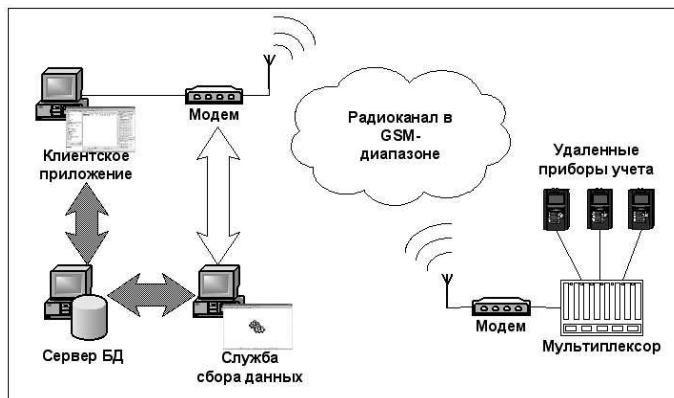 Модем
Радиоканал в
GSM-
диапазоне
Клиентское
приложение
Удаленные
приборы учета
Сервер БД
Служба
сбора данных
Модем
Мультиплексор